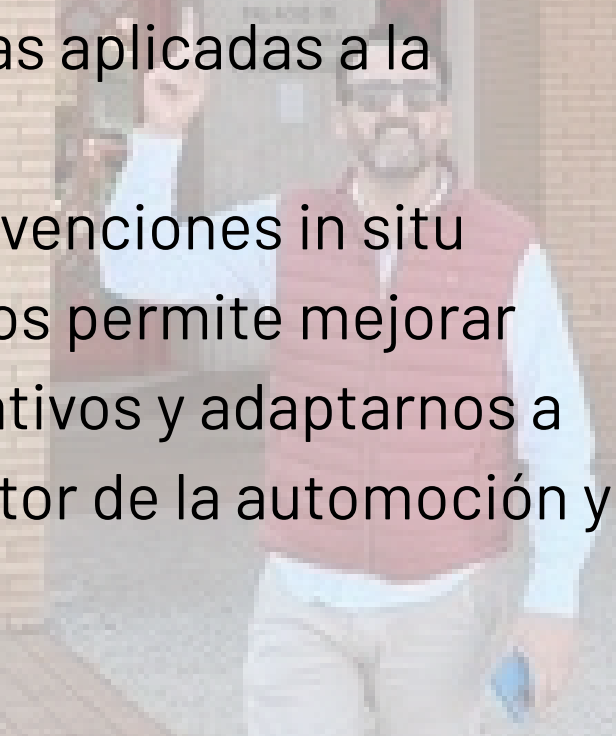 as aplicadas a la
venciones in situ
os permite mejorar
ativos y adaptarnos a
tor de la automoción y